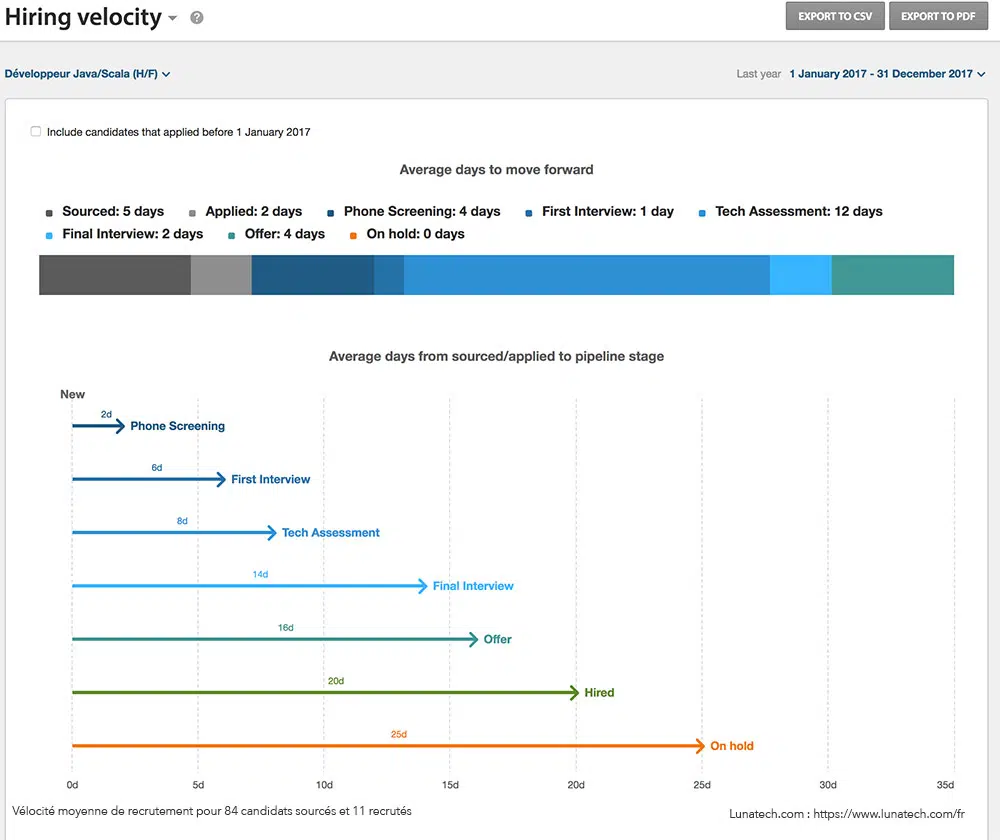 Hiring velocity ?
EXPORT TO CSV EXPORT TO PDF
Développeur Java/Scala (H/F)
Last year 1 January 2017 - 31 December 2017
Include candidates that applied before 1 January 2017
Average days to move forward
Sourced: 5 days Applied: 2 days Phone Screening: 4 days First Interview: 1 day Tech Assessment: 12 days
Final Interview: 2 days Offer: 4 days On hold: 0 days
Average days from sourced/applied to pipeline stage
New
2d
Phone Screening
6d
First Interview
8d
Tech Assessment
14d
Final Interview
16d
Offer
20d
Hired
25d
On hold
0d 5d 10d 15d 20d 25d 30d 35d
Vélocité moyenne de recrutement pour 84 candidats sourcés et 11 recrutés
Lunatech.com : https://www.lunatech.com/fr